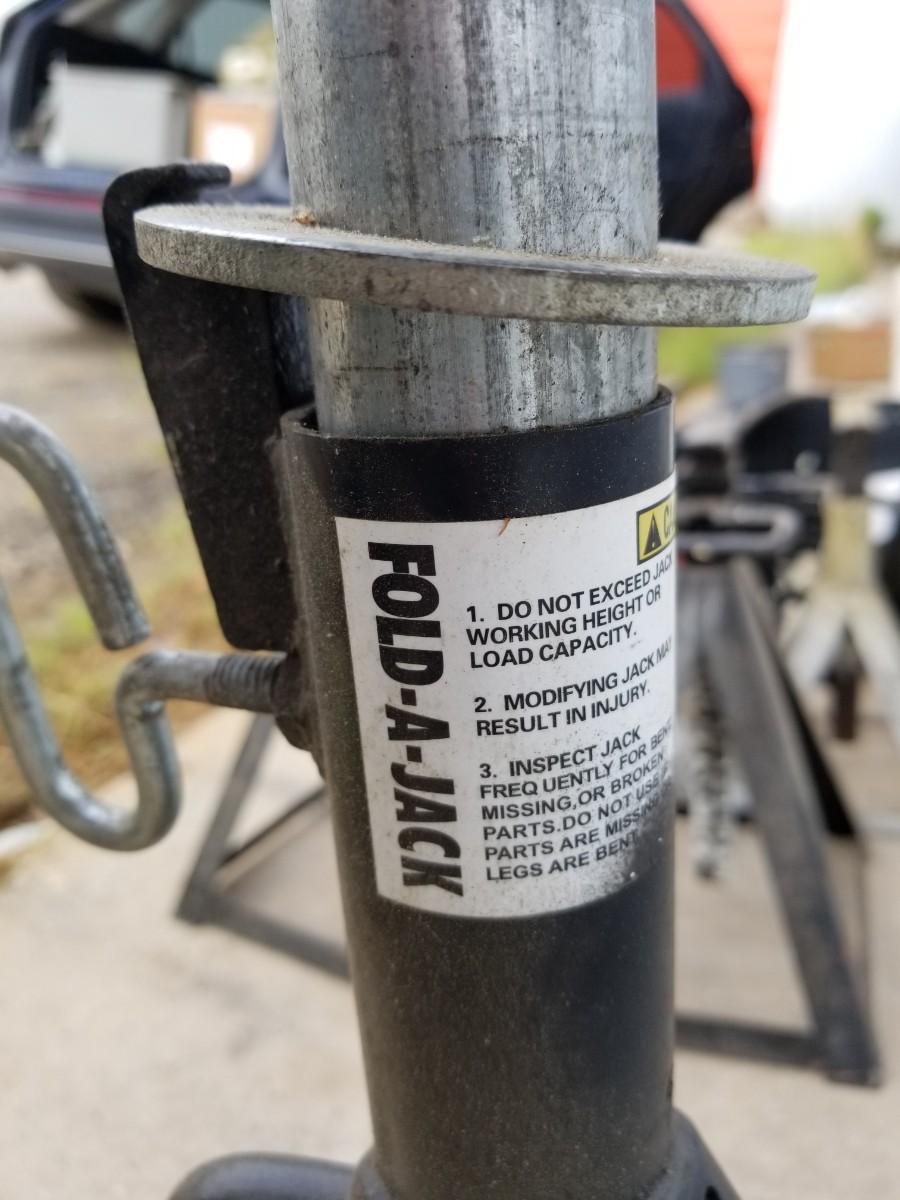 FOLD-A-JACK
1. DO NOT EXCEED JACK
WORKING HEIGHT OR
LOAD CAPACITY.
2. MODIFYING JACK MAY
RESULT IN INJURY.
3. INSPECT JACK
FREQ UENTLY FOR BENT
MISSING,OR BROKEN
PARTS.DO NOT USE
PARTS ARE MISSING
LEGS ARE BENT